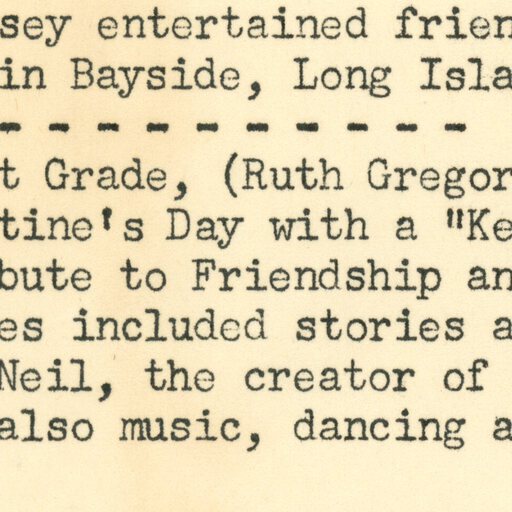 sey entertained frien
in Bayside, Long Isla
- - - - - - - - - -
t Grade, (Ruth Gregor
tine's Day with a "Ke
bute to Friendship an
es included stories a
Neil, the creator of
also music, dancing a